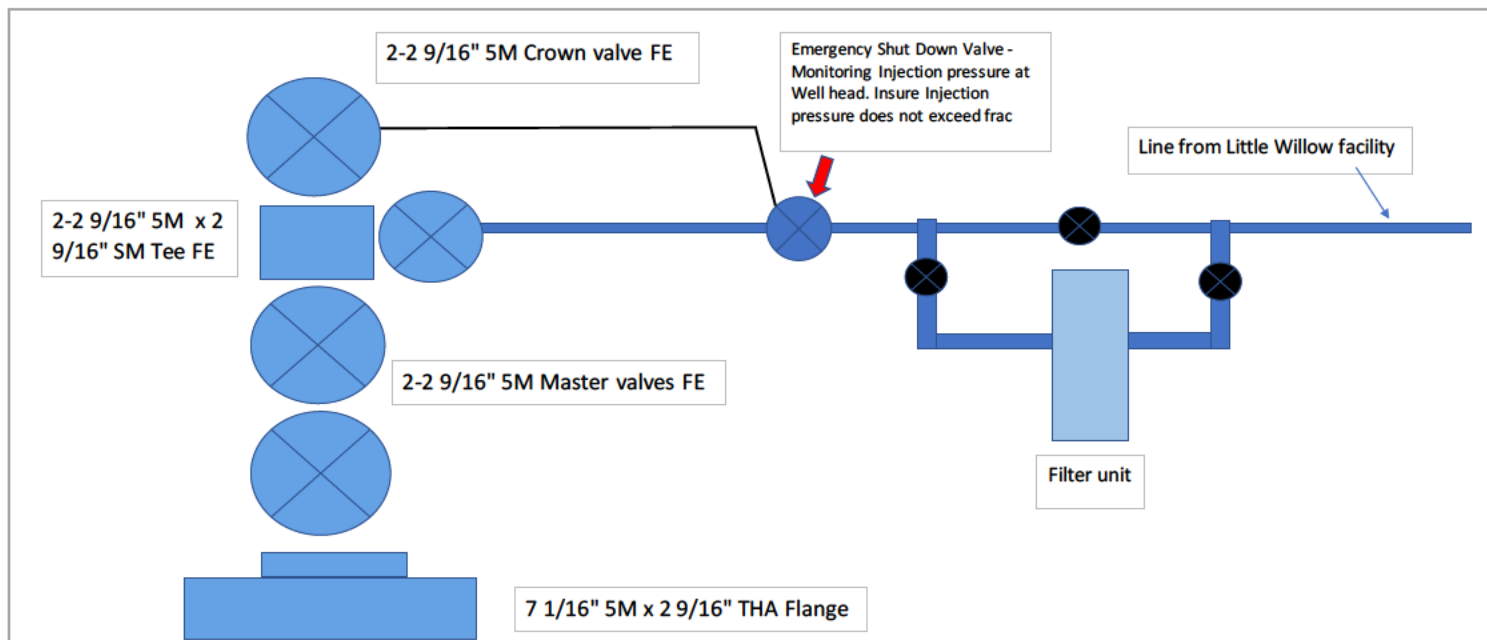 2-2 9/16" 5M Crown valve FE
Emergency Shut Down Valve -
Monitoring Injection pressure at
Well head. Insure Injection
pressure does not exceed frac
Line from Little Willow facility
2-2 9/16" 5M x 2
9/16" SM Tee FE
2-2 9/16" 5M Master valves FE
Filter unit
7 1/16" 5M x 2 9/16" THA Flange